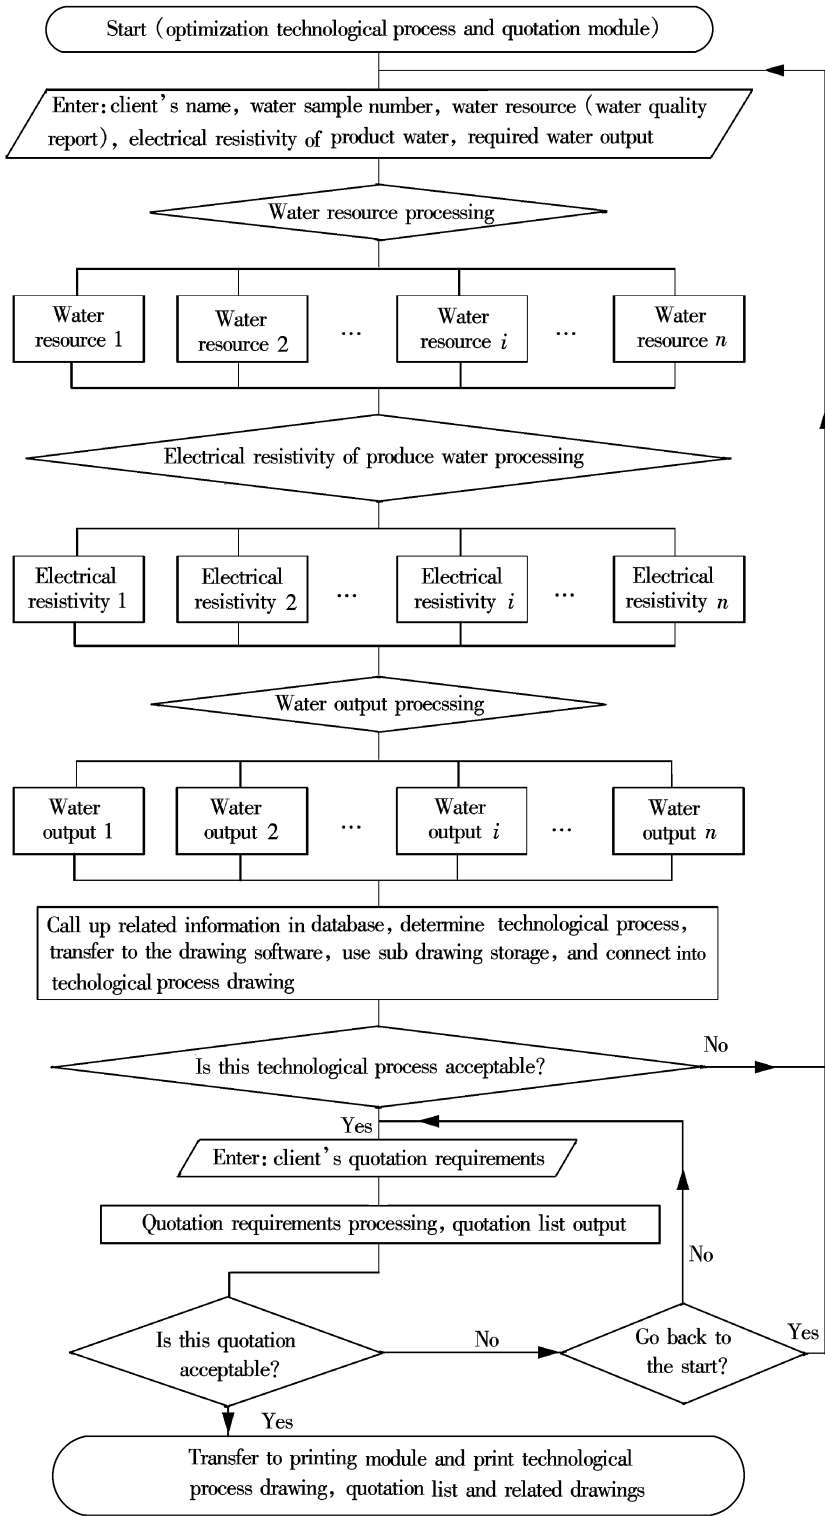 Start (optimization technological process and quotation module)
Enter: client's name, water sample number, water resource (water quality
report), electrical resistivity of product water, required water output
Water resource processing
Water
resource 1
Water
resource 2
...
Water
resource i
...
Water
resource n
Electrical resistivity of produce water processing
Electrical
resistivity 1
Electrical
resistivity 2
...
Electrical
resistivity i
...
Electrical
resistivity n
Water output proecssing
Water
output 1
Water
output 2
...
Water
output i
...
Water
output n
Call up related information in database, determine technological process,
transfer to the drawing software, use sub drawing storage, and connect into
techological process drawing
Is this technological process acceptable?
No
Yes
Enter: client's quotation requirements
Quotation requirements processing, quotation list output
No
Is this quotation
acceptable?
No
Go back to
the start?
Yes
Yes
Transfer to printing module and print technological
process drawing, quotation list and related drawings